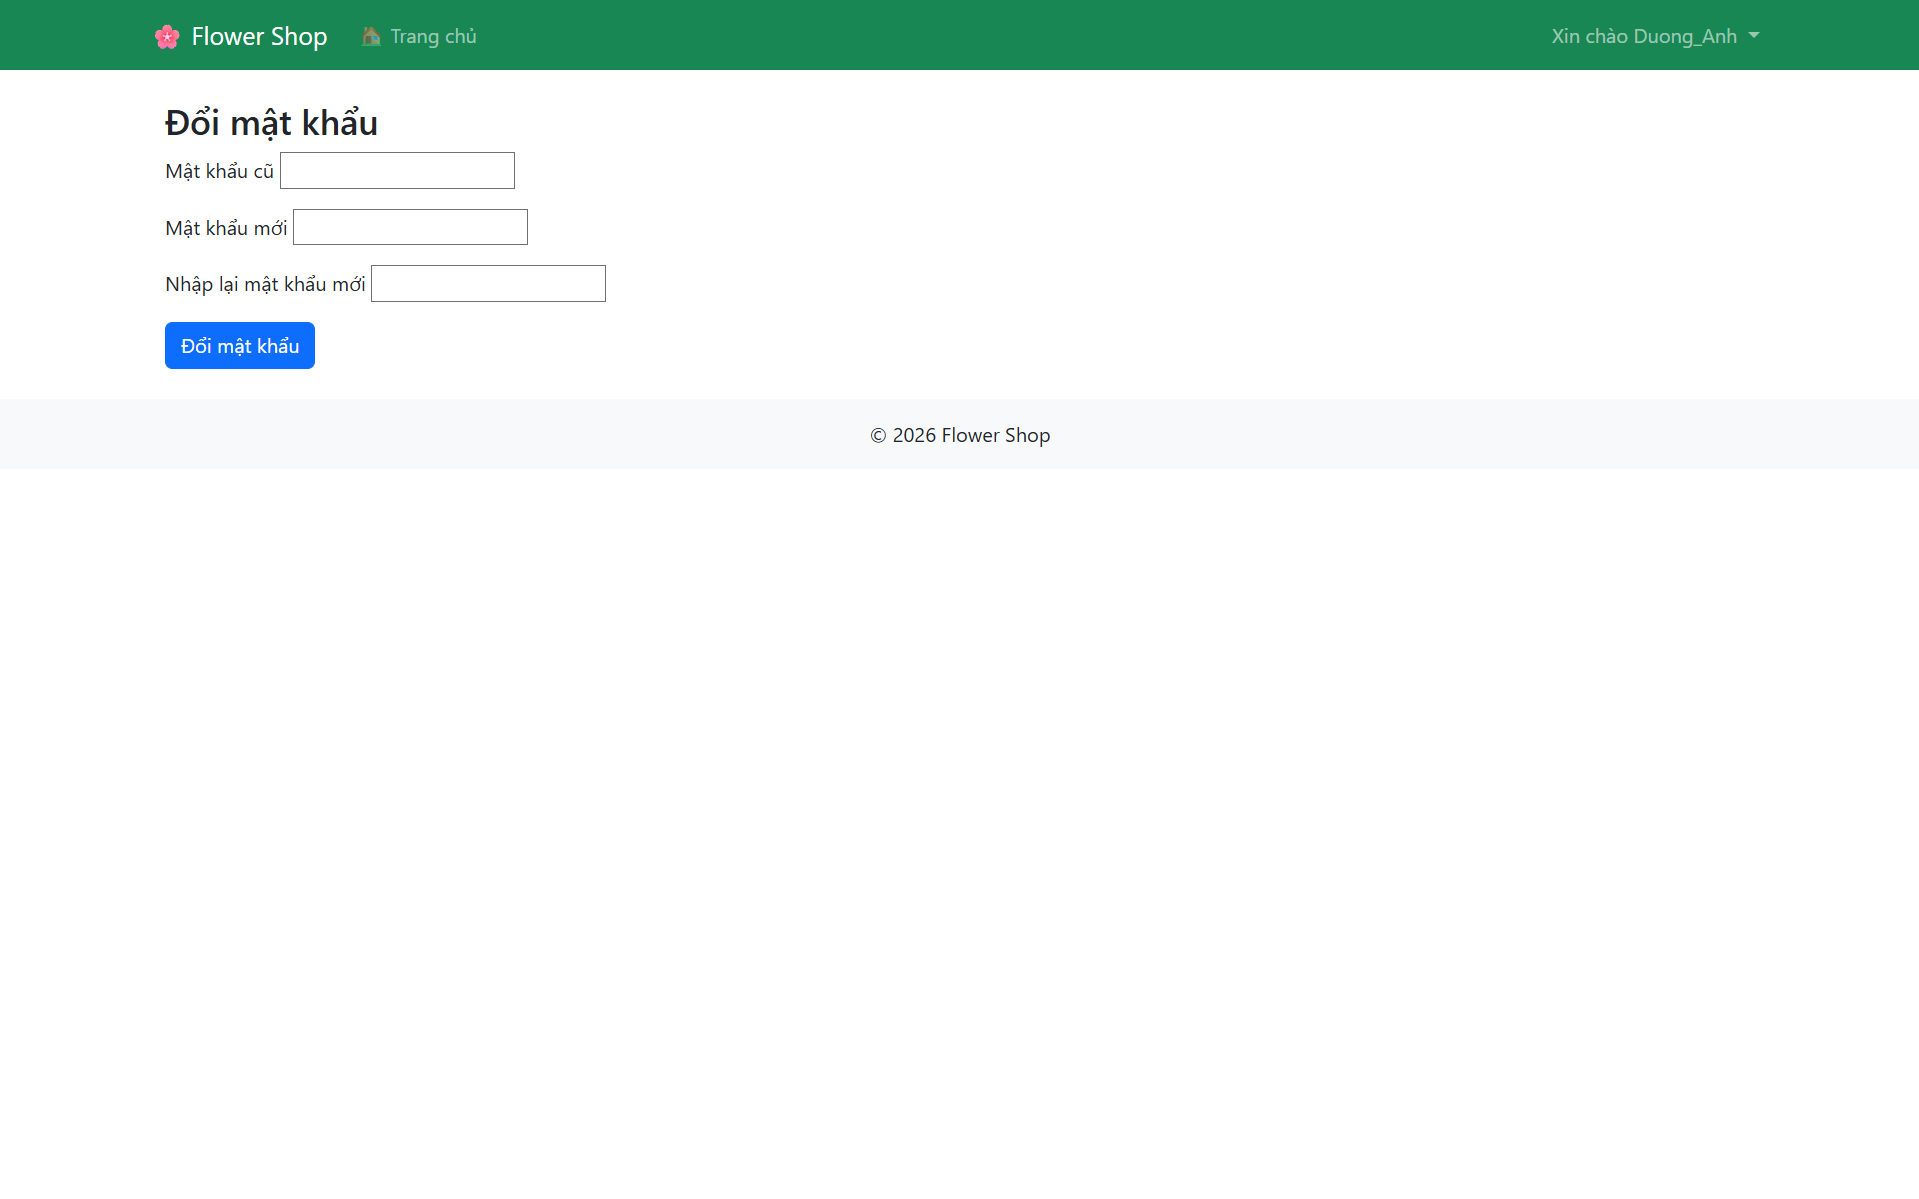 🌸 Flower Shop 🏡 Trang chủ Xin chào Duong_Anh
Đổi mật khẩu
Mật khẩu cũ
Mật khẩu mới
Nhập lại mật khẩu mới
Đổi mật khẩu
© 2026 Flower Shop